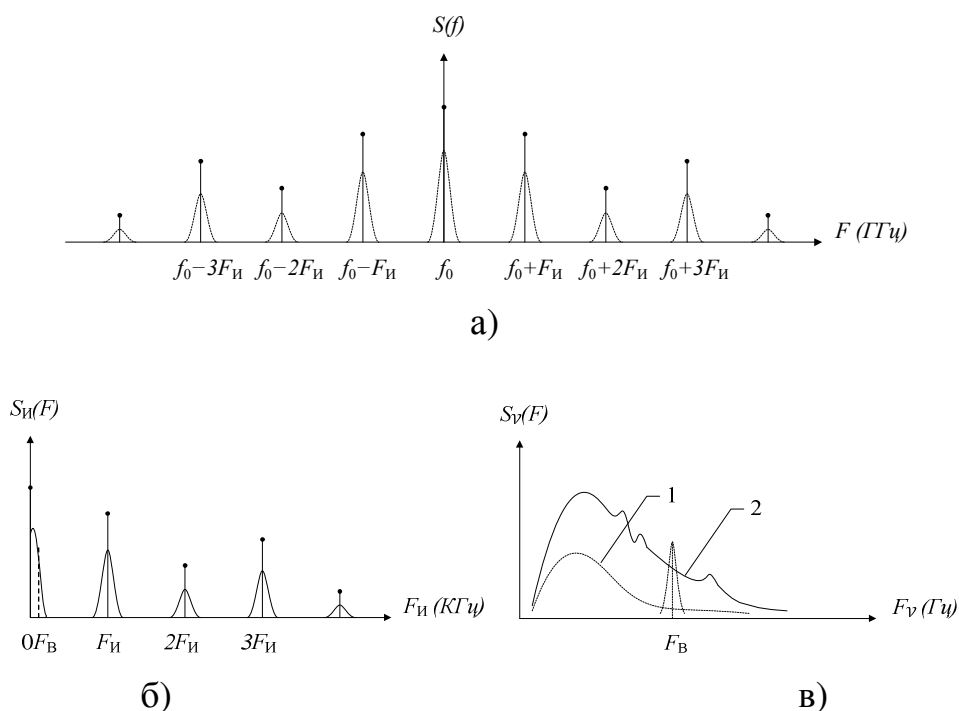 S(f)
F (ГГц)
f₀−3Fи f₀−2Fи f₀−Fи f₀ f₀+Fи f₀+2Fи f₀+3Fи
а)
Sи(F)
Fи (КГц)
0Fв Fи 2Fи 3Fи
б)
Sν(F)
1
2
Fν (Гц)
Fв
в)